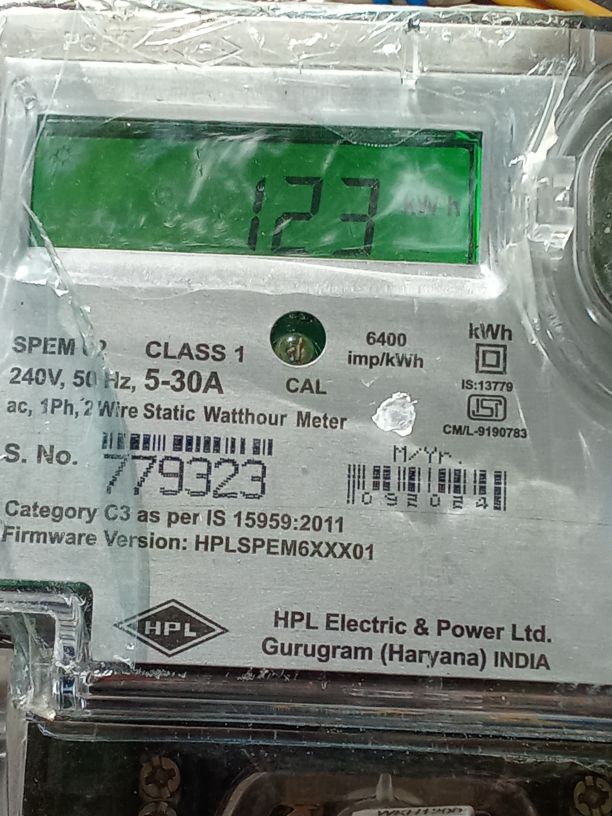 123 kWh
6400
imp/kWh
kWh
SPEM
CLASS 1
240V, 50 Hz, 5-30A
CAL
IS:13779
ac, 1Ph, 2 Wire Static Watthour Meter
CM/L-9190783
S. No. 779323
M/Yr.
092024
Category C3 as per IS 15959:2011
Firmware Version: HPLSPEM6XXX01
HPL
HPL Electric & Power Ltd.
Gurugram (Haryana) INDIA